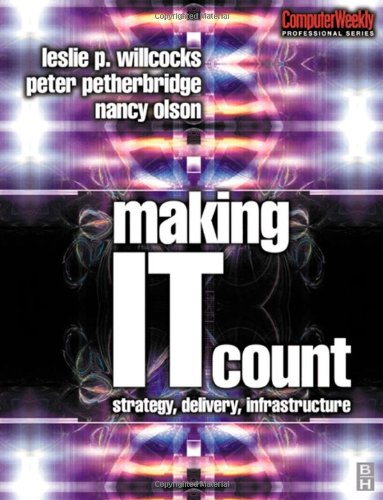 ComputerWeekly
PROFESSIONAL SERIES
leslie p. willcocks
peter petherbridge
nancy olson
making
IT
count
strategy, delivery, infrastructure
B
H